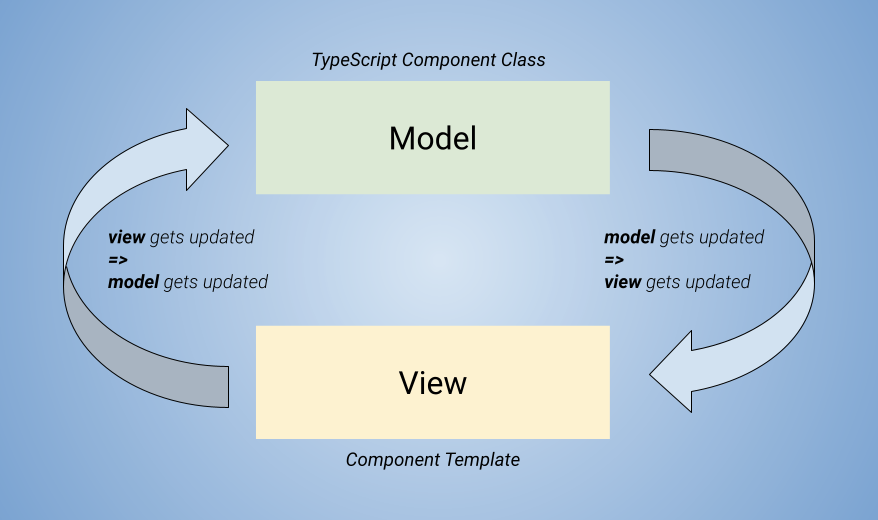 TypeScript Component Class
Model
view gets updated
=>
model gets updated
model gets updated
=>
view gets updated
View
Component Template